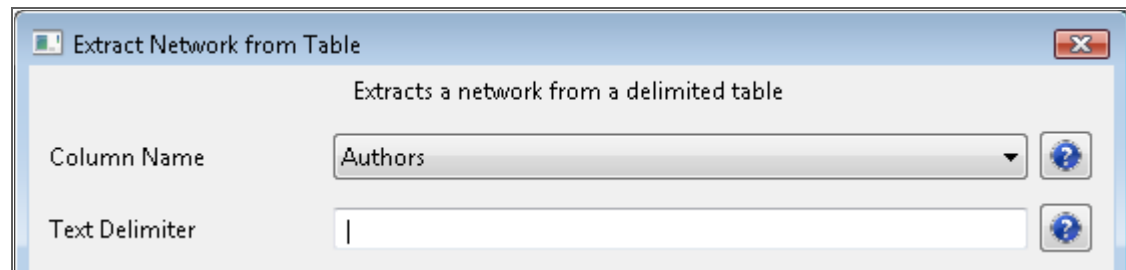 Extract Network from Table
Extracts a network from a delimited table
Column Name Authors
Text Delimiter |